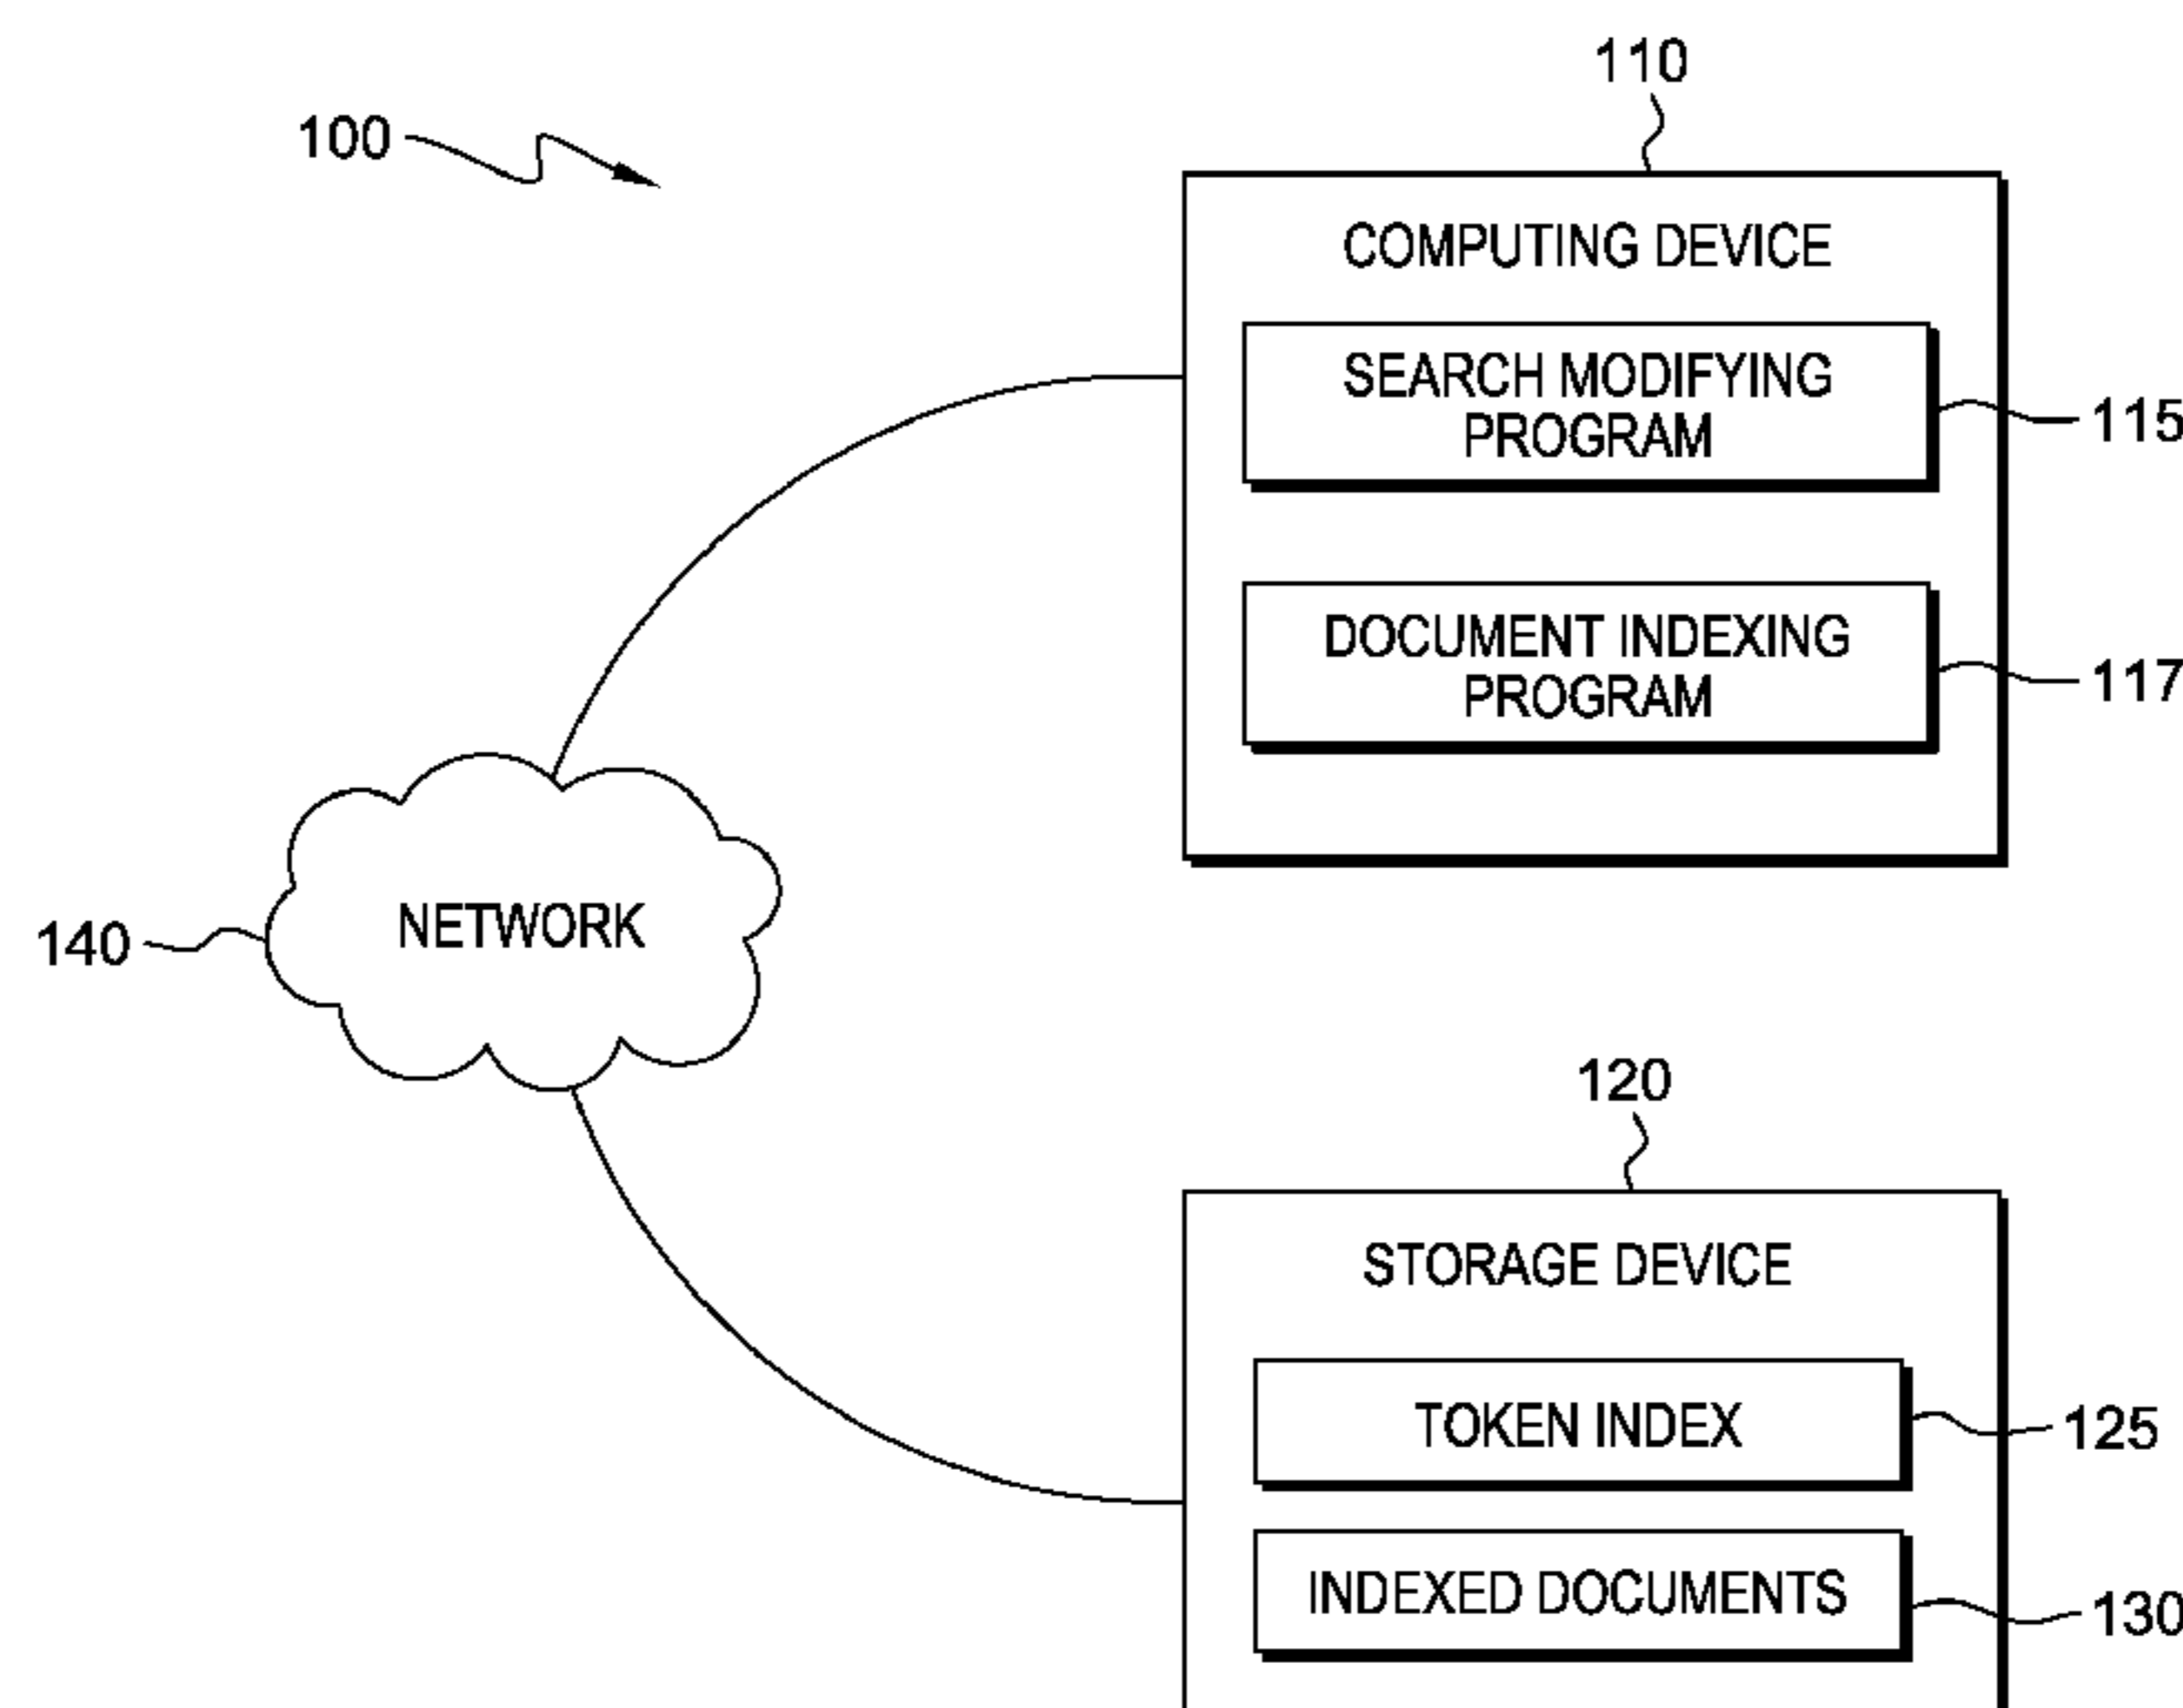 110
100
COMPUTING DEVICE
SEARCH MODIFYING
PROGRAM
115
DOCUMENT INDEXING
PROGRAM
117
NETWORK
140
120
STORAGE DEVICE
TOKEN INDEX
125
INDEXED DOCUMENTS
130